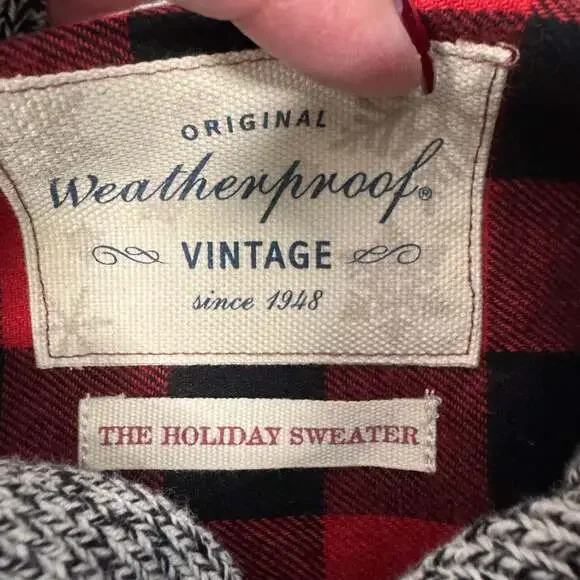 ORIGINAL
Weatherproof®
VINTAGE
since 1948
THE HOLIDAY SWEATER